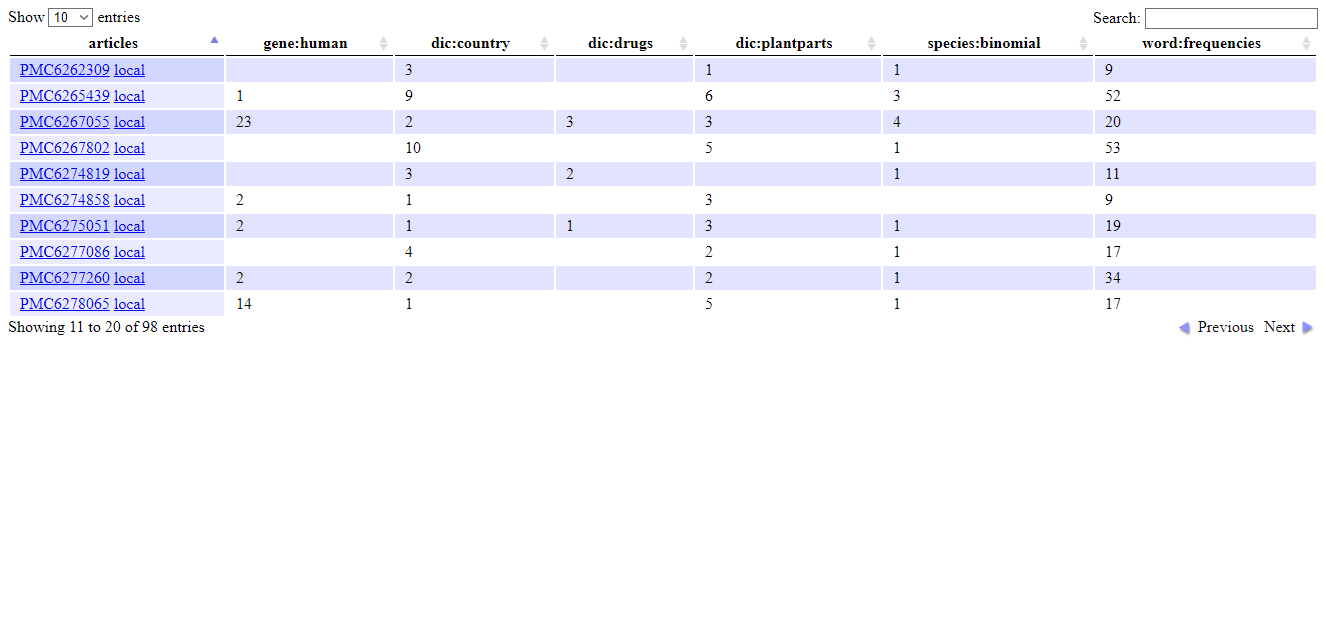 Show 10 entries Search:
articles gene:human dic:country dic:drugs dic:plantparts species:binomial word:frequencies
PMC6262309 local 3 1 1 9
PMC6265439 local 1 9 6 3 52
PMC6267055 local 23 2 3 3 4 20
PMC6267802 local 10 5 1 53
PMC6274819 local 3 2 1 11
PMC6274858 local 2 1 3 9
PMC6275051 local 2 1 1 3 1 19
PMC6277086 local 4 2 1 17
PMC6277260 local 2 2 2 1 34
PMC6278065 local 14 1 5 1 17
Showing 11 to 20 of 98 entries Previous Next